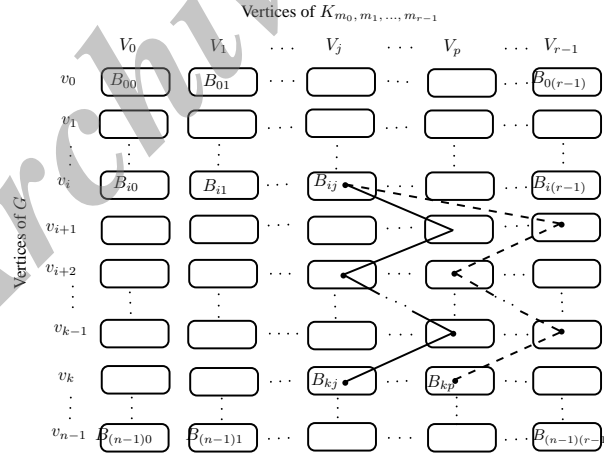 Vertices of K_{m_0, m_1, ..., m_{r-1}}
V_0 V_1 · · · V_j · · · V_p · · · V_{r-1}
v_0 B_{00} B_{01} · · · · · · · · · B_{0(r-1)}
v_1 · · · · · · · · ·
v_i B_{i0} B_{i1} · · · B_{ij} · · · · · · B_{i(r-1)}
v_{i+1} · · · · · · · · ·
v_{i+2} · · · · · · · · ·
v_{k-1} · · · · · · · · · ·
v_k · · · B_{kj} · · · B_{kp} · · ·
v_{n-1} B_{(n-1)0} B_{(n-1)1} · · · · · · · · · B_{(n-1)(r-1
Vertices of G
Archiv